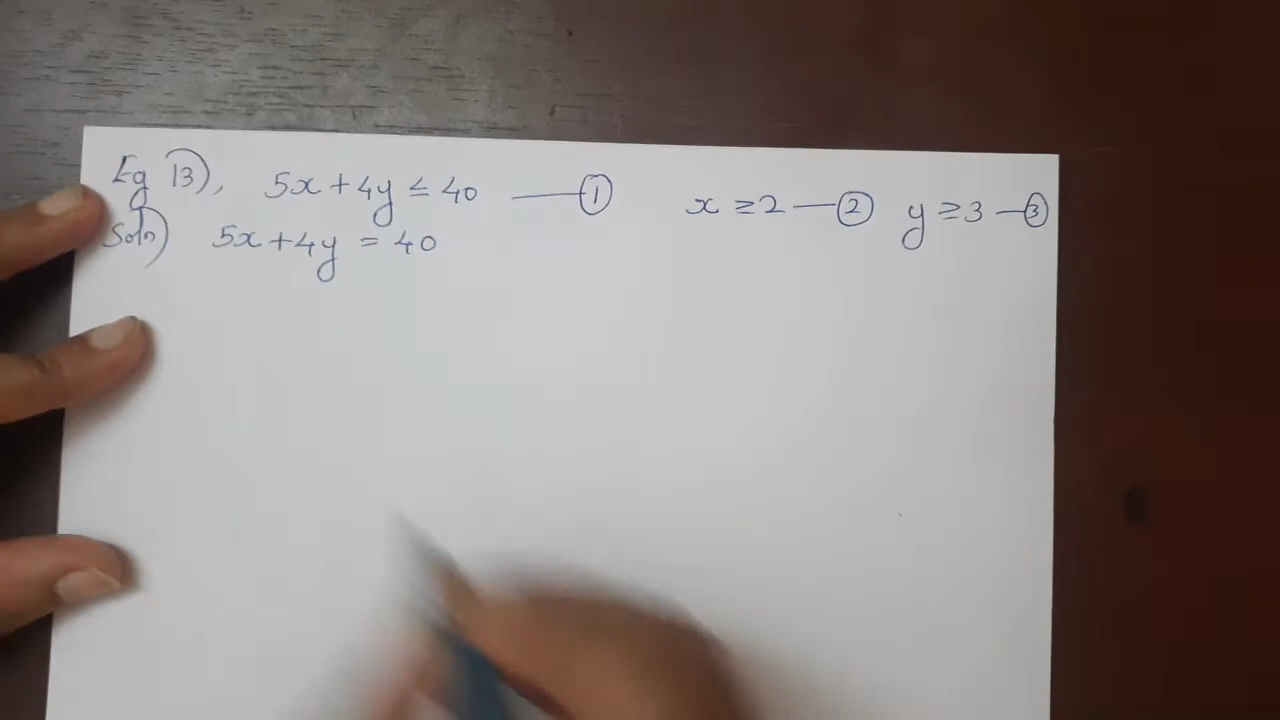 Eg 13), 5x + 4y ≤ 40 —① x ≥ 2 —② y ≥ 3 —③
Soln) 5x + 4y = 40